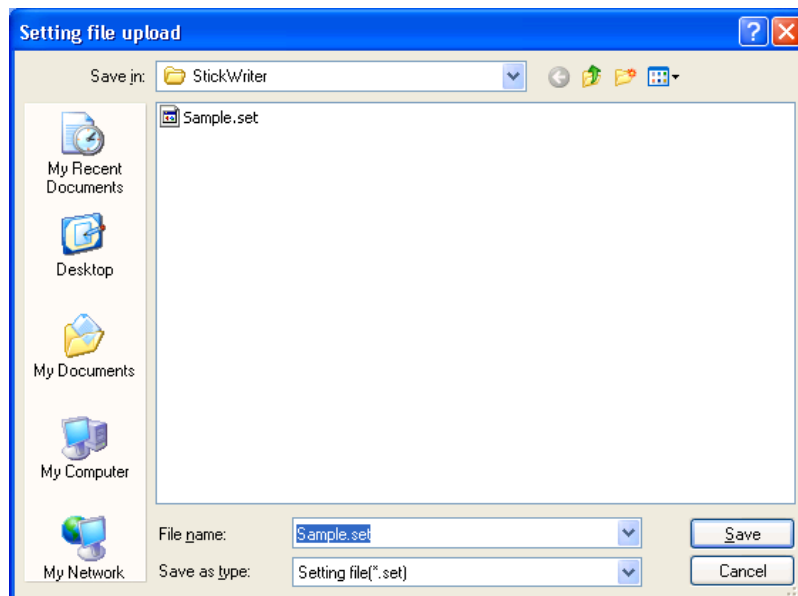 Setting file upload
Save in:
StickWriter
Sample.set
My Recent
Documents
Desktop
My Documents
My Computer
My Network
File name:
Sample.set
Save
Save as type:
Setting file(*.set)
Cancel